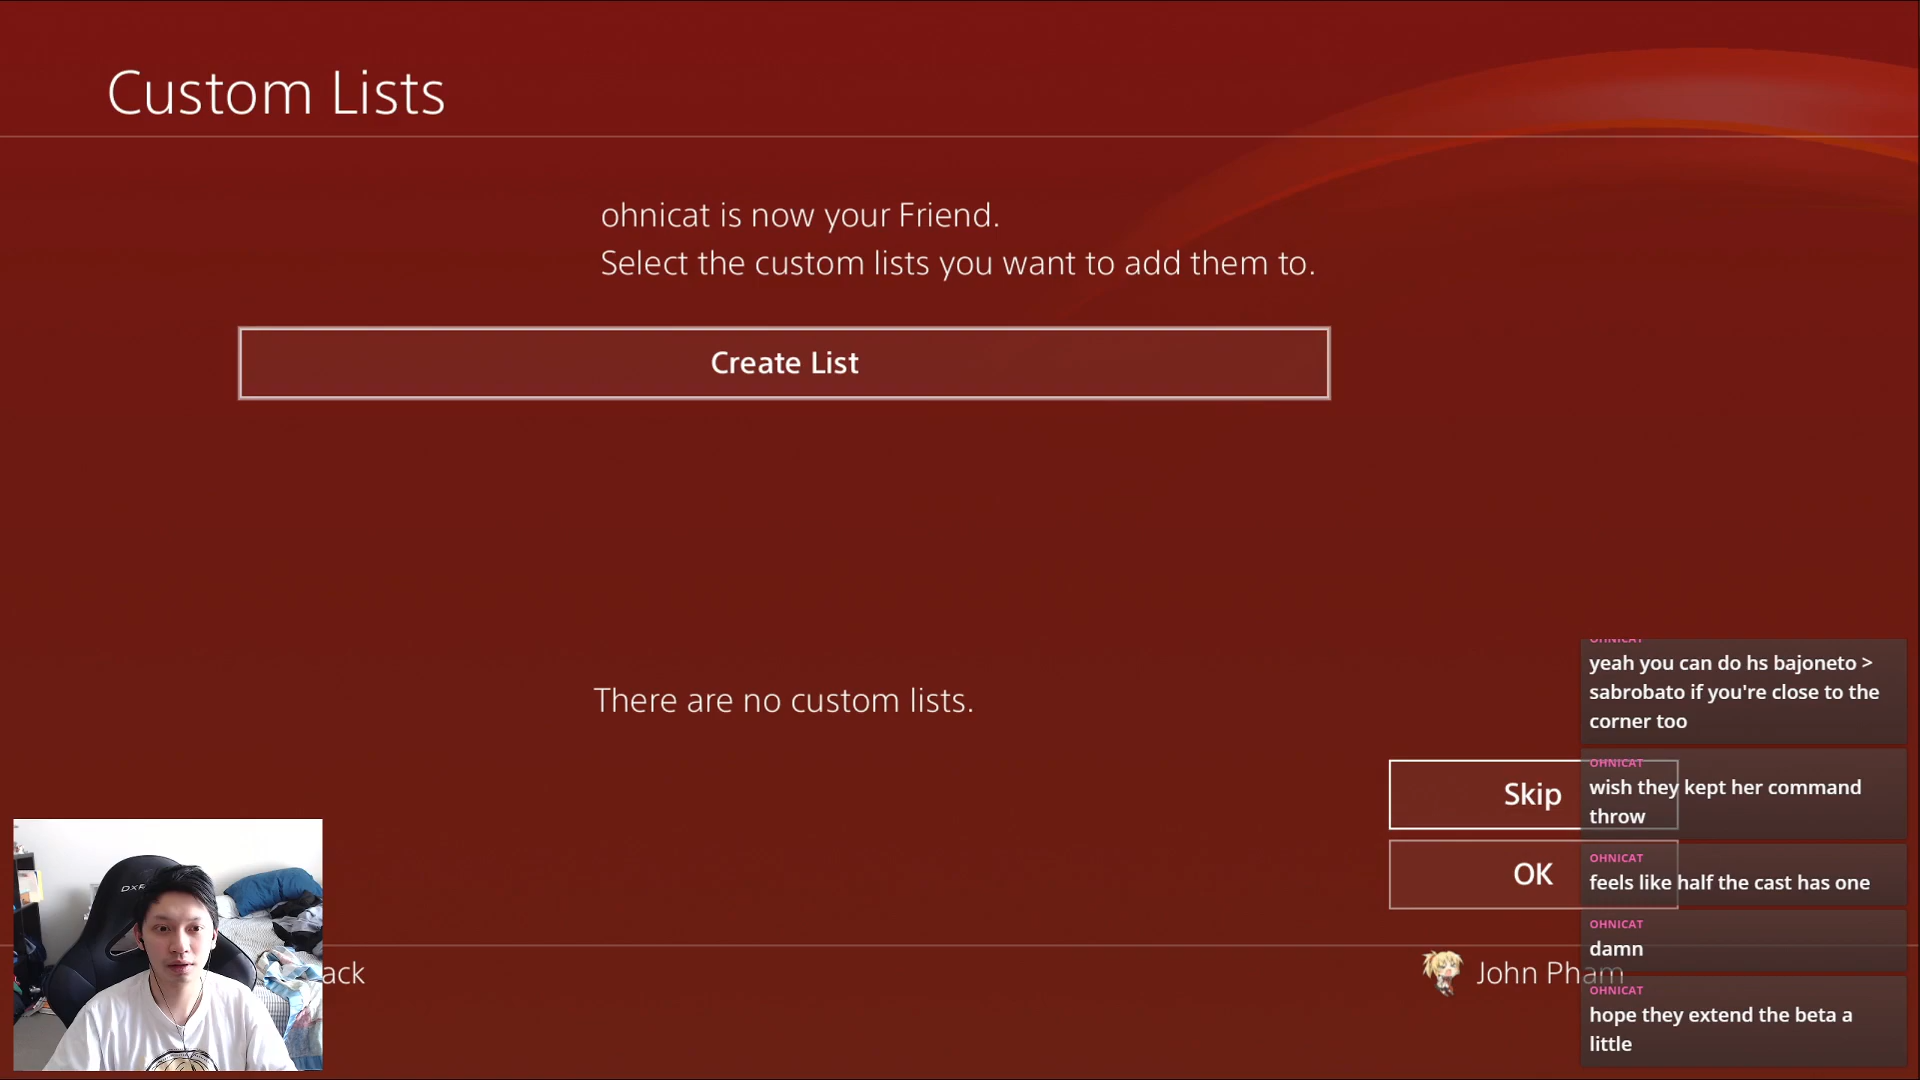 Custom Lists
ohnicat is now your Friend.
Select the custom lists you want to add them to.
Create List
There are no custom lists.
Skip
OK
ack
John Pham
OHNICAT
yeah you can do hs bajoneto >
sabrobato if you're close to the
corner too
OHNICAT
wish they kept her command
throw
OHNICAT
feels like half the cast has one
OHNICAT
damn
OHNICAT
hope they extend the beta a
little